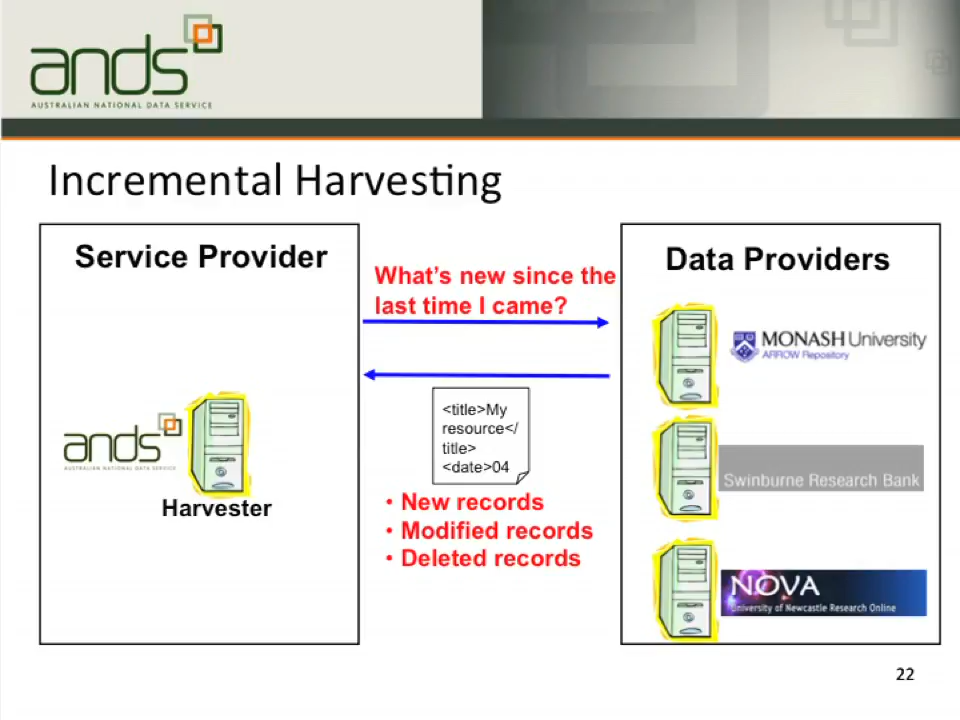 ands
AUSTRALIAN NATIONAL DATA SERVICE
Incremental Harvesting
Service Provider
ands
AUSTRALIAN NATIONAL DATA SERVICE
Harvester
What's new since the
last time I came?
<title>My
resource</
title>
<date>04
• New records
• Modified records
• Deleted records
Data Providers
MONASH University
ARROW Repository
Swinburne Research Bank
NOVA
University of Newcastle Research Online
22